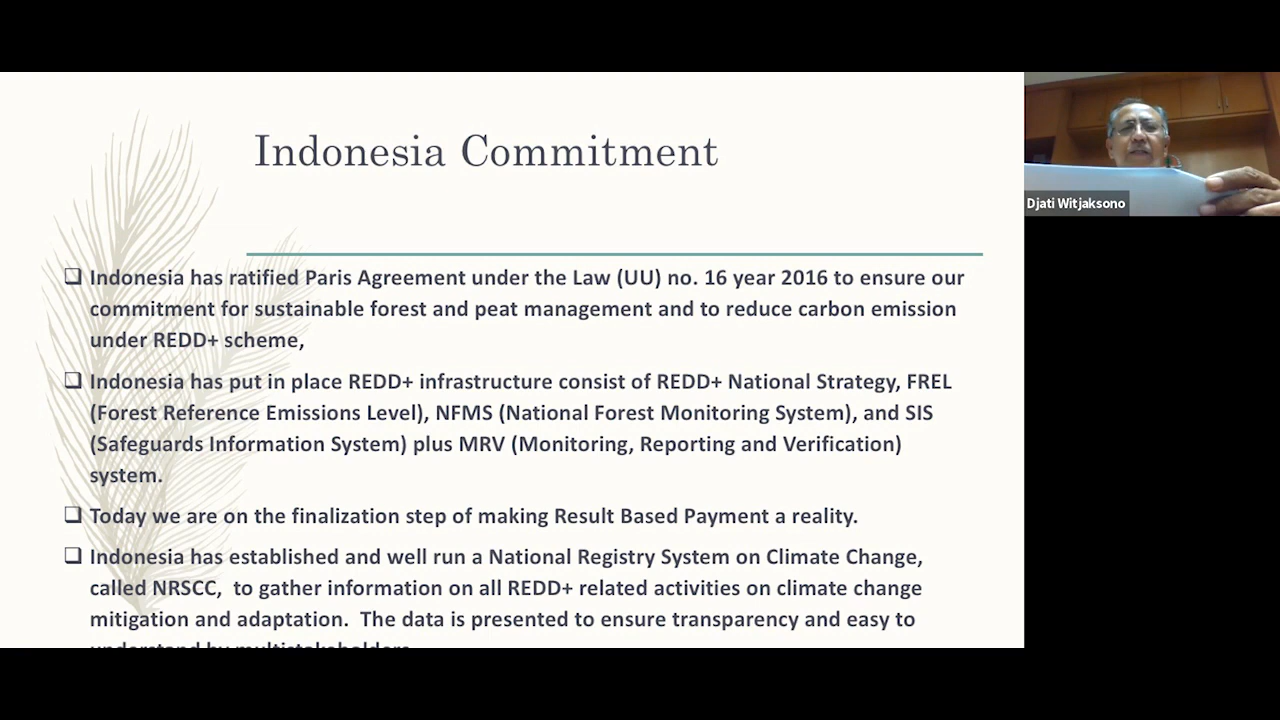 Indonesia Commitment
❑ Indonesia has ratified Paris Agreement under the Law (UU) no. 16 year 2016 to ensure our
commitment for sustainable forest and peat management and to reduce carbon emission
under REDD+ scheme,
❑ Indonesia has put in place REDD+ infrastructure consist of REDD+ National Strategy, FREL
(Forest Reference Emissions Level), NFMS (National Forest Monitoring System), and SIS
(Safeguards Information System) plus MRV (Monitoring, Reporting and Verification)
system.
❑ Today we are on the finalization step of making Result Based Payment a reality.
❑ Indonesia has established and well run a National Registry System on Climate Change,
called NRSCC,  to gather information on all REDD+ related activities on climate change
mitigation and adaptation.  The data is presented to ensure transparency and easy to
understand by multistakeholders
Djati Witjaksono